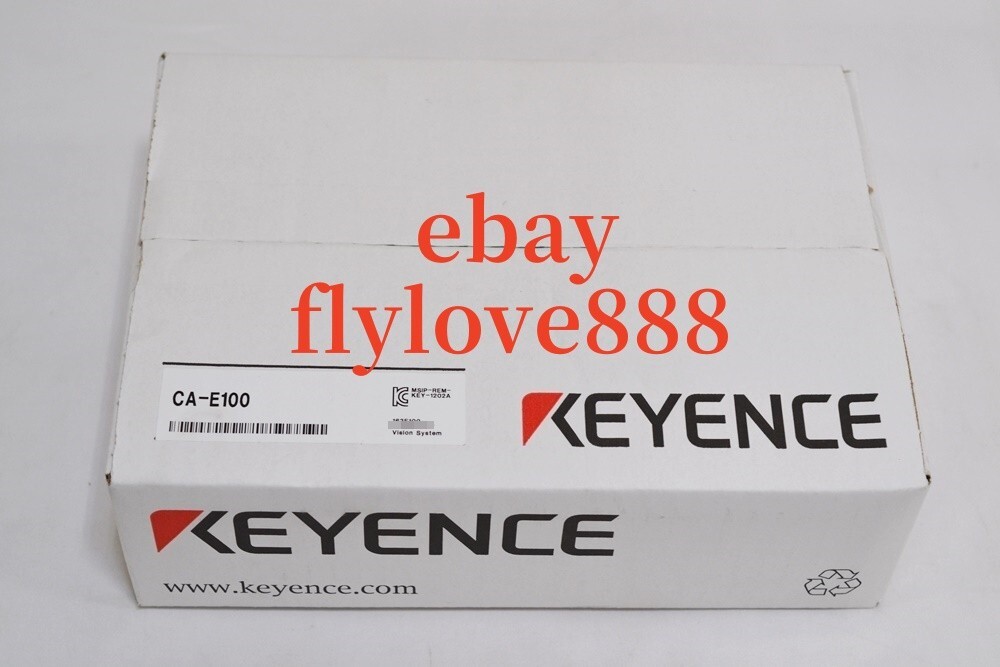 ebay
flylove888
CA-E100
MSIP-REM-
KEY-1202A
Vision System
KEYENCE
KEYENCE
www.keyence.com